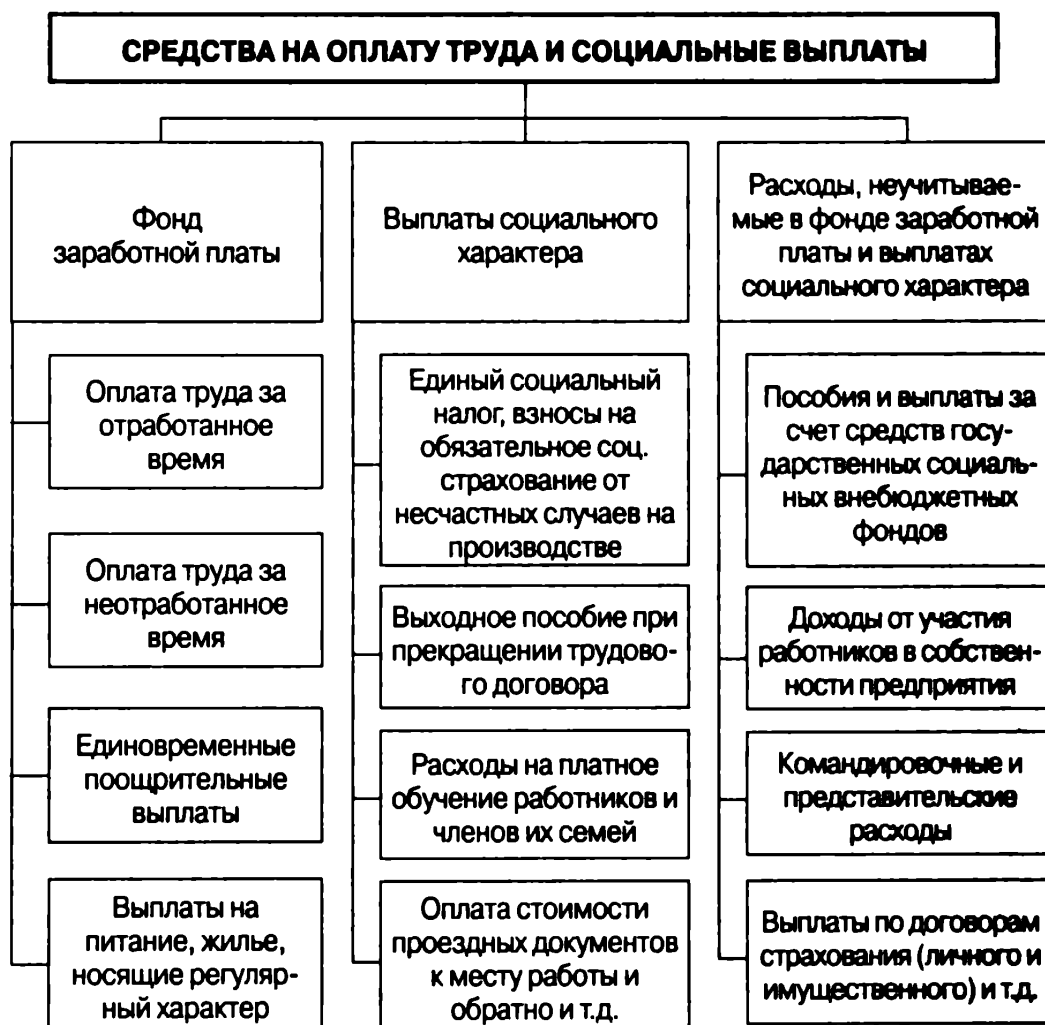 СРЕДСТВА НА ОПЛАТУ ТРУДА И СОЦИАЛЬНЫЕ ВЫПЛАТЫ
Фонд
заработной платы
Оплата труда за
отработанное
время
Оплата труда за
неотработанное
время
Единовременные
поощрительные
выплаты
Выплаты на
питание, жилье,
носящие регуляр-
ный характер
Выплаты социального
характера
Единый социальный
налог, взносы на
обязательное соц.
страхование от
несчастных случаев на
производстве
Выходное пособие при
прекращении трудово-
го договора
Расходы на платное
обучение работников и
членов их семей
Оплата стоимости
проездных документов
к месту работы и
обратно и т.д.
Расходы, неучитывае-
мые в фонде заработной
платы и выплатах
социального характера
Пособия и выплаты за
счет средств госу-
дарственных социаль-
ных внебюджетных
фондов
Доходы от участия
работников в собствен-
ности предприятия
Командировочные и
представительские
расходы
Выплаты по договорам
страхования (личного и
имущественного) и т.д.